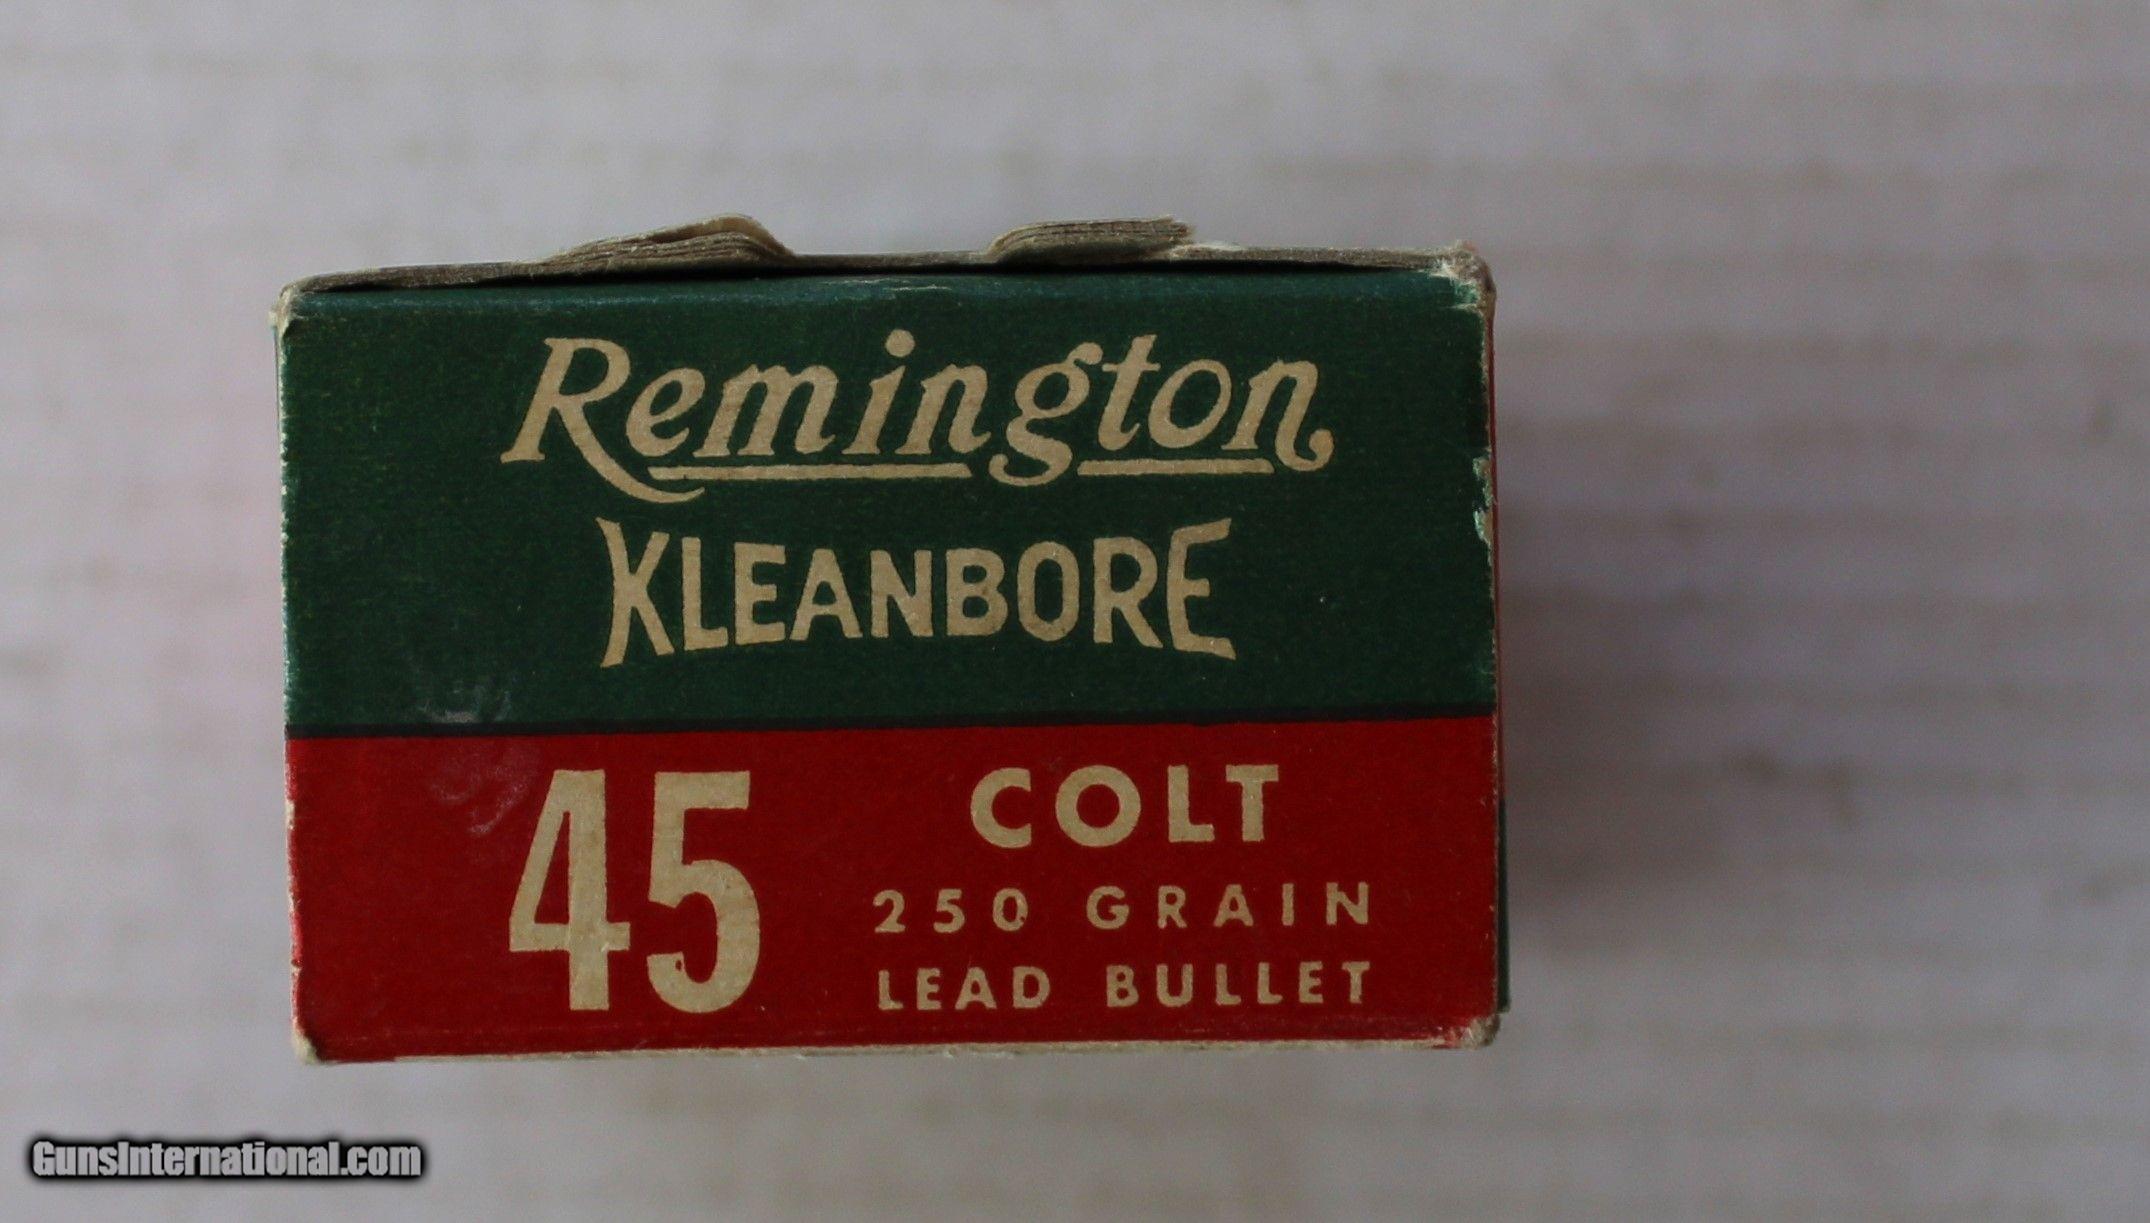 Remington
KLEANBORE
45 COLT
250 GRAIN
LEAD BULLET
GunsInternational.com